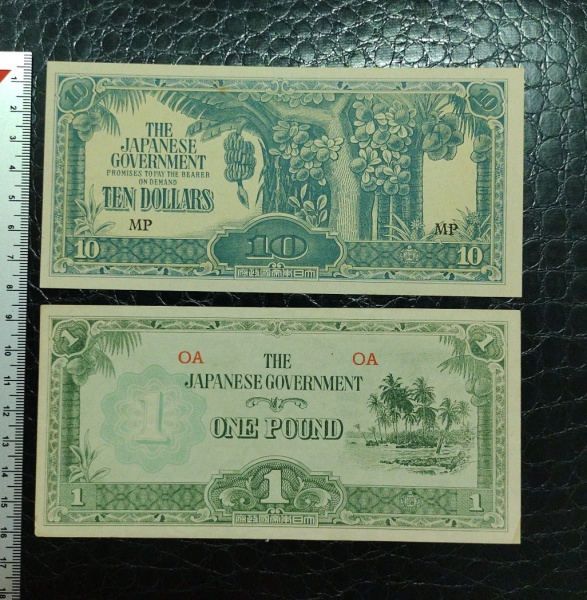 10
10
THE
JAPANESE
GOVERNMENT
PROMISES TO PAY THE BEARER
ON DEMAND
TEN DOLLARS
MP
MP
10
10
10
府政國帝本日大
1
1
OA
THE
OA
JAPANESE GOVERNMENT
1
ONE POUND
1
1
1
府政國帝本日大
1
2
3
4
5
6
7
8
9
10
11
12
13
14
15
16
17
18